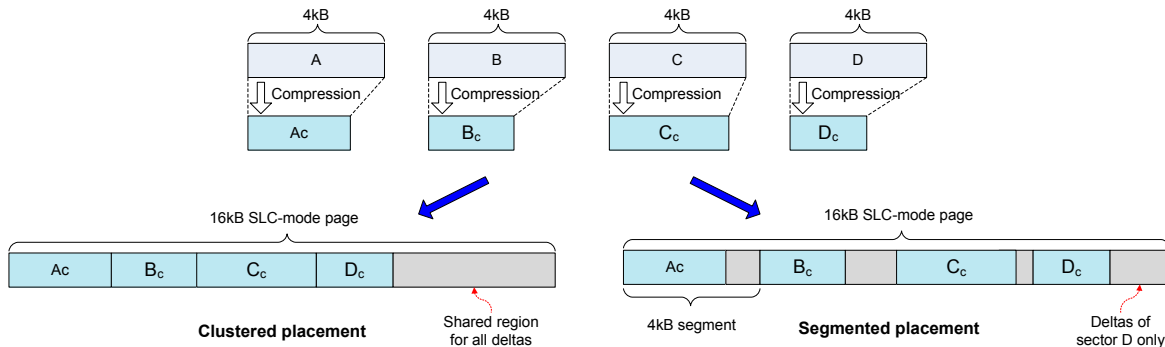 4kB 4kB 4kB 4kB
A B C D
Compression Compression Compression Compression
Ac Bc Cc Dc
16kB SLC-mode page 16kB SLC-mode page
Ac Bc Cc Dc Ac Bc Cc Dc
Clustered placement
Shared region
for all deltas
4kB segment
Segmented placement
Deltas of
sector D only